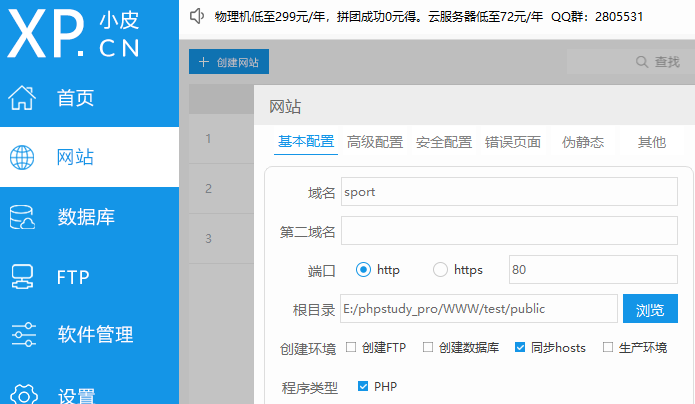 XP.CN 小皮
物理机低至299元/年，拼团成功0元得。云服务器低至72元/年 QQ群：2805531
首页
网站
数据库
FTP
软件管理
设置
创建网站
查找
1
2
3
网站
基本配置 高级配置 安全配置 错误页面 伪静态 其他
域名 sport
第二域名
端口 http https 80
根目录 E:/phpstudy_pro/WWW/test/public 浏览
创建环境 创建FTP 创建数据库 同步hosts 生产环境
程序类型 PHP